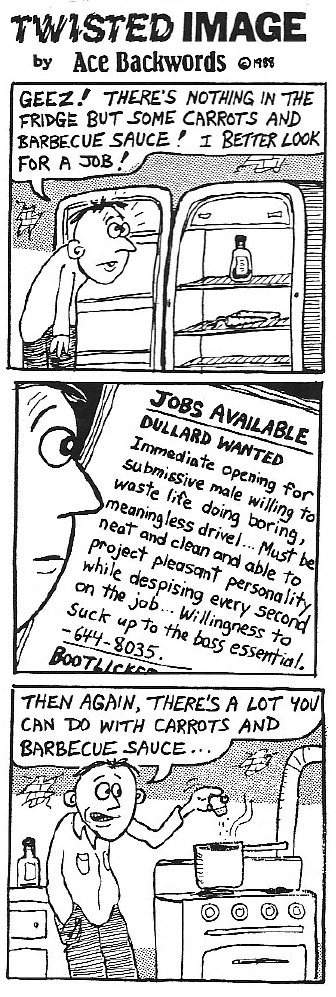 TWISTED IMAGE
by Ace Backwords © 1988
GEEZ! THERE'S NOTHING IN THE
FRIDGE BUT SOME CARROTS AND
BARBECUE SAUCE! I BETTER LOOK
FOR A JOB!
JOBS AVAILABLE
DULLARD WANTED
Immediate opening for
submissive male willing to
waste life doing boring,
meaningless drivel... Must be
neat and clean and able to
project pleasant personality
while despising every second
on the job... Willingness to
suck up to the boss essential.
-644-8035.
BOOTLICKER
THEN AGAIN, THERE'S A LOT YOU
CAN DO WITH CARROTS AND
BARBECUE SAUCE...